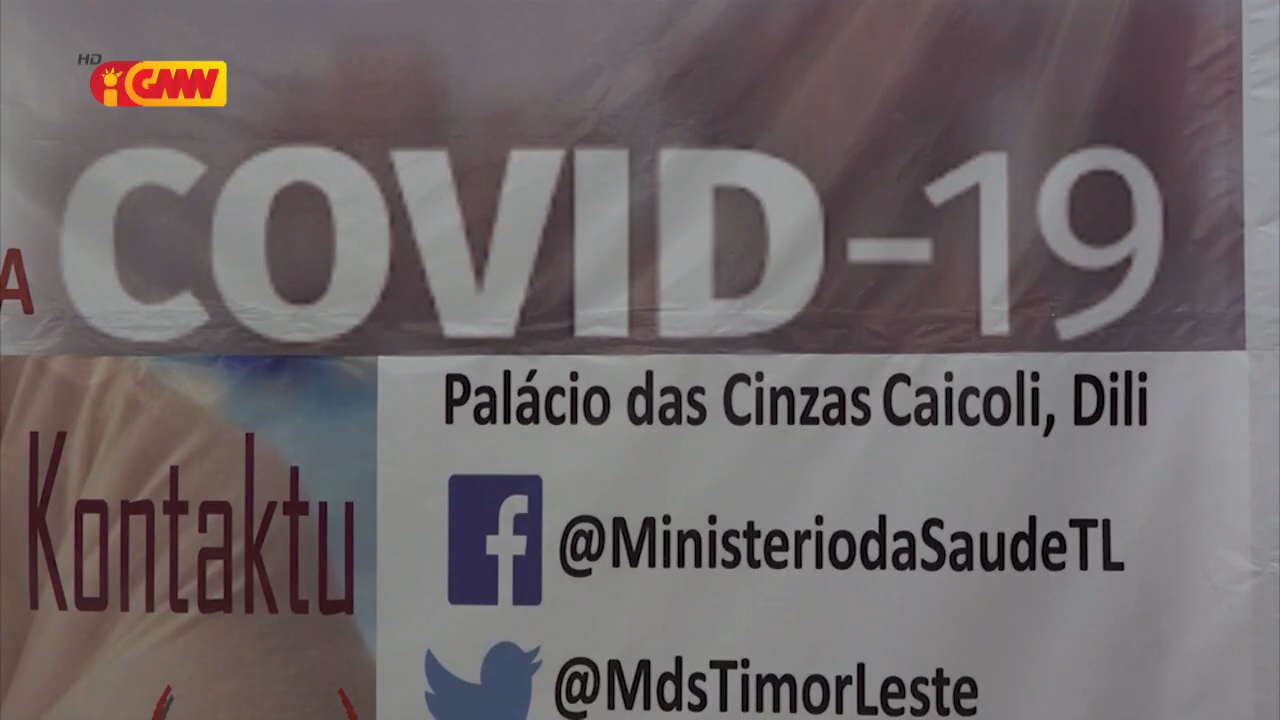 HD
GMN
A COVID-19
Palácio das Cinzas Caicoli, Dili
Kontaktu
@MinisteriodaSaudeTL
@MdsTimorLeste